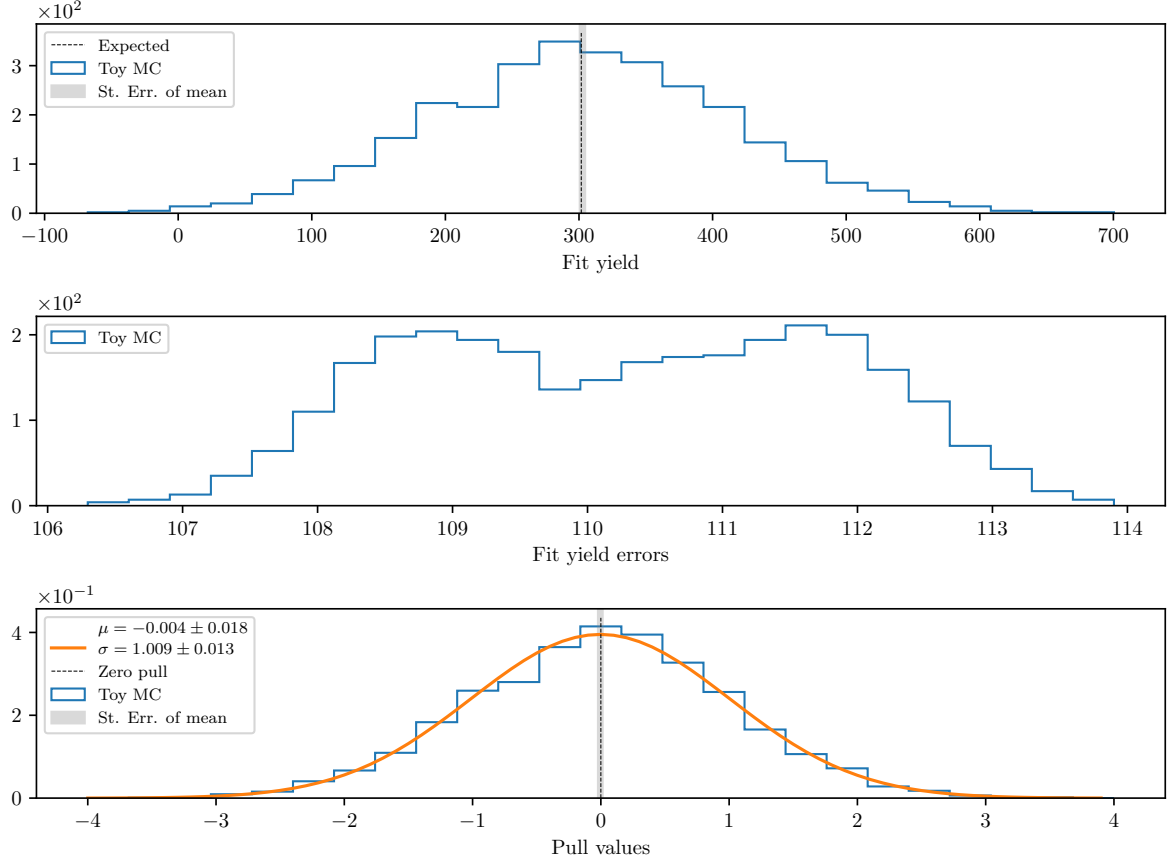 ×10²
3
2
1
0
Expected
Toy MC
St. Err. of mean
−100 0 100 200 300 400 500 600 700
Fit yield
×10²
2
1
0
Toy MC
106 107 108 109 110 111 112 113 114
Fit yield errors
×10⁻¹
4
2
0
μ = −0.004 ± 0.018
σ = 1.009 ± 0.013
Zero pull
Toy MC
St. Err. of mean
−4 −3 −2 −1 0 1 2 3 4
Pull values